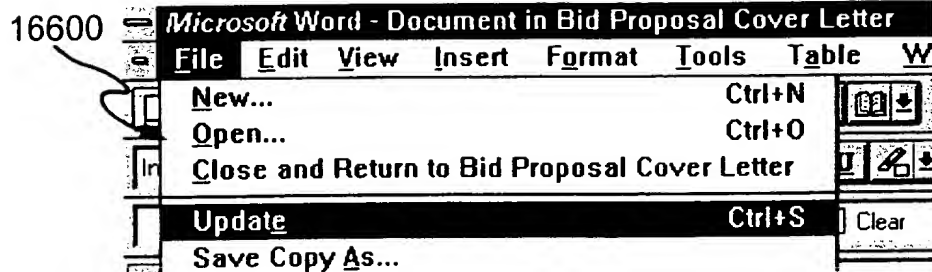 16600
Microsoft Word - Document in Bid Proposal Cover Letter
File Edit View Insert Format Tools Table W
New... Ctrl+N
Open... Ctrl+O
In
Close and Return to Bid Proposal Cover Letter
U
Update Ctrl+S
Clear
Save Copy As...